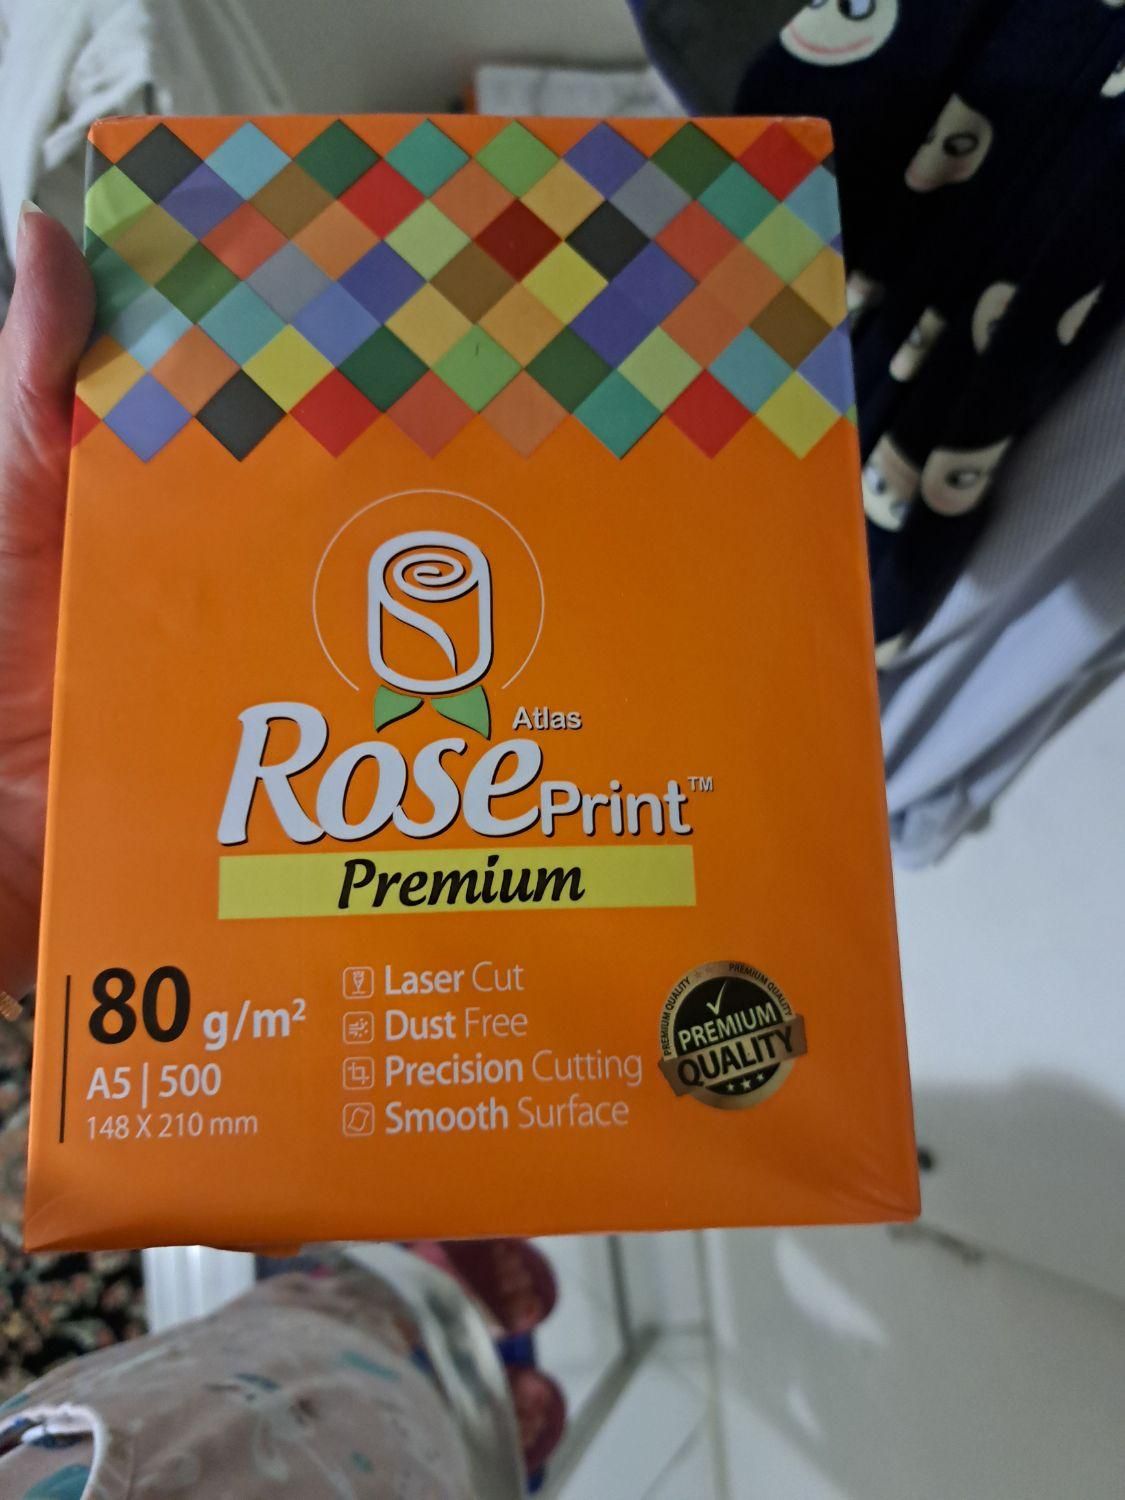 Atlas
Rose Print™
Premium
80 g/m²
A5 | 500
148 X 210 mm
Laser Cut
Dust Free
Precision Cutting
Smooth Surface
PREMIUM QUALITY
PREMIUM QUALITY
PREMIUM
QUALITY